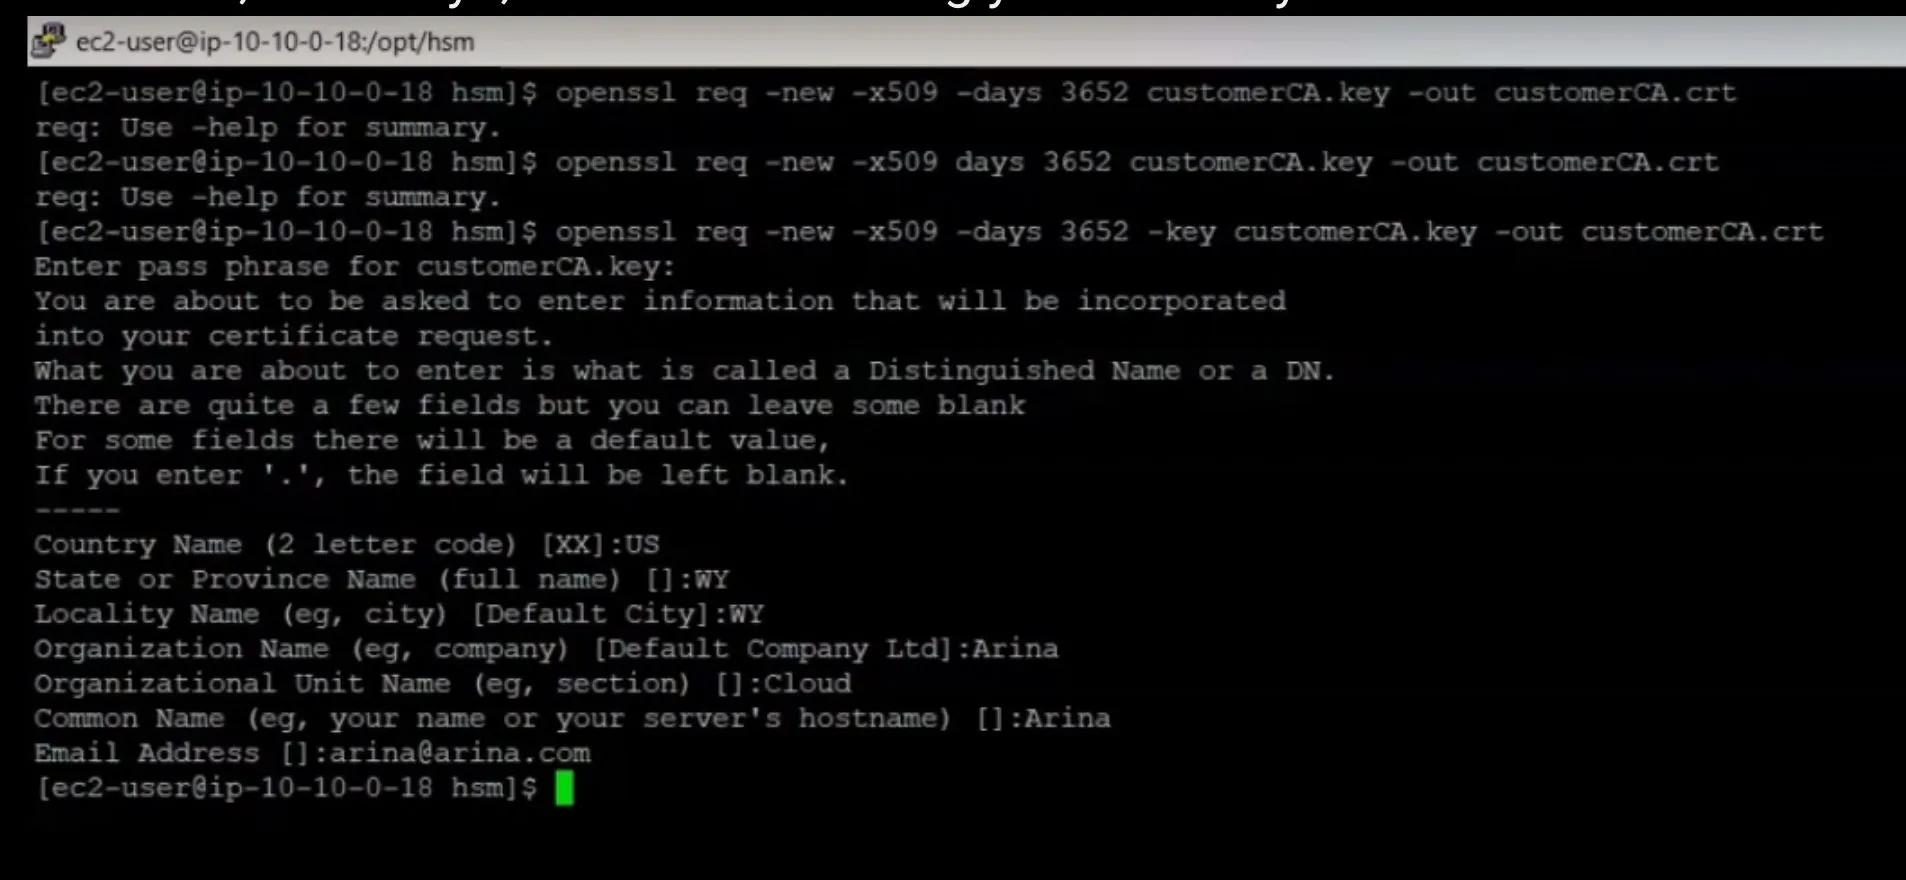 ec2-user@ip-10-10-0-18:/opt/hsm
[ec2-user@ip-10-10-0-18 hsm]$ openssl req -new -x509 -days 3652 customerCA.key -out customerCA.crt
req: Use -help for summary.
[ec2-user@ip-10-10-0-18 hsm]$ openssl req -new -x509 days 3652 customerCA.key -out customerCA.crt
req: Use -help for summary.
[ec2-user@ip-10-10-0-18 hsm]$ openssl req -new -x509 -days 3652 -key customerCA.key -out customerCA.crt
Enter pass phrase for customerCA.key:
You are about to be asked to enter information that will be incorporated
into your certificate request.
What you are about to enter is what is called a Distinguished Name or a DN.
There are quite a few fields but you can leave some blank
For some fields there will be a default value,
If you enter '.', the field will be left blank.
-----
Country Name (2 letter code) [XX]:US
State or Province Name (full name) []:WY
Locality Name (eg, city) [Default City]:WY
Organization Name (eg, company) [Default Company Ltd]:Arina
Organizational Unit Name (eg, section) []:Cloud
Common Name (eg, your name or your server's hostname) []:Arina
Email Address []:arina@arina.com
[ec2-user@ip-10-10-0-18 hsm]$